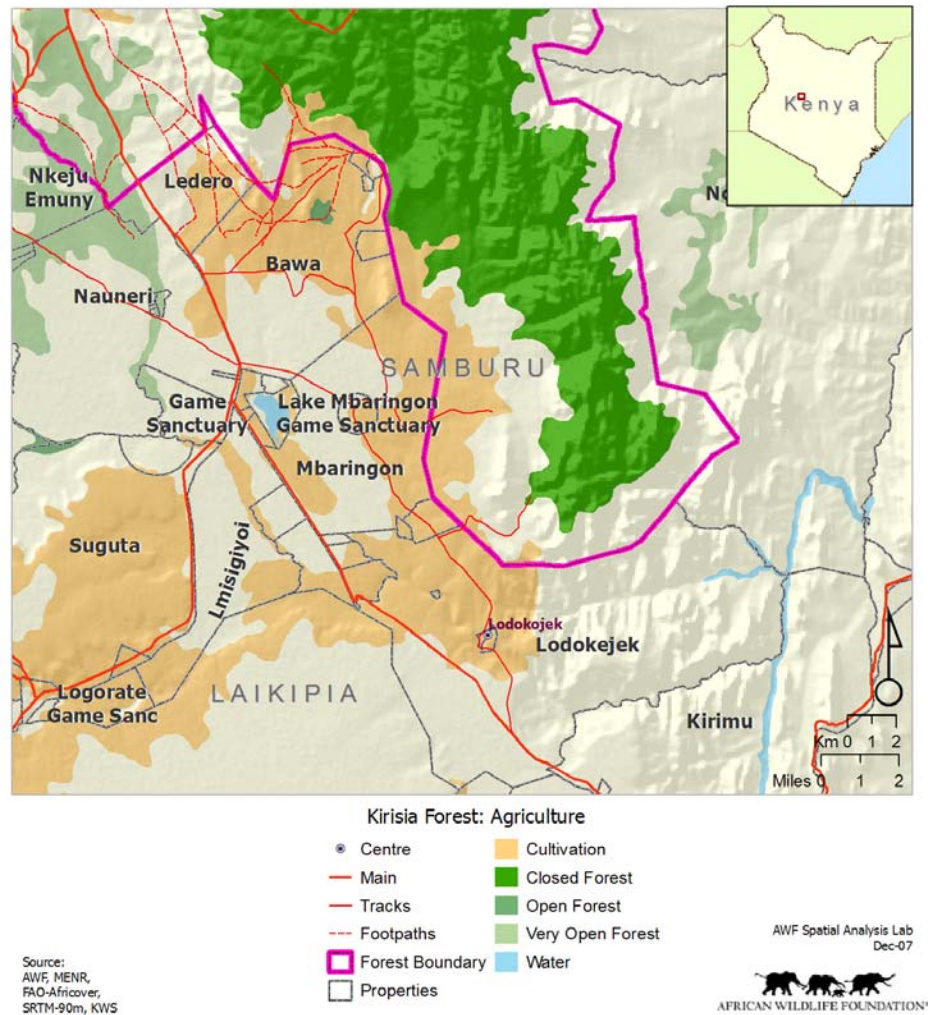 Kenya
Nkeju
Emuny
Ledero
Bawa
Nauneri
SAMBURU
Game
Sanctuary
Lake Mbaringon
Game Sanctuary
Mbaringon
Suguta
Lmisigiyoi
Lodokojek
Lodokejek
LAIKIPIA
Logorate
Game Sanc
Kirimu
Km 0 1 2
Miles 0 1 2
Kirisia Forest: Agriculture
Centre
Main
Tracks
Footpaths
Forest Boundary
Properties
Cultivation
Closed Forest
Open Forest
Very Open Forest
Water
Source:
AWF, MENR,
FAO-Africover,
SRTM-90m, KWS
AWF Spatial Analysis Lab
Dec-07
AFRICAN WILDLIFE FOUNDATION®